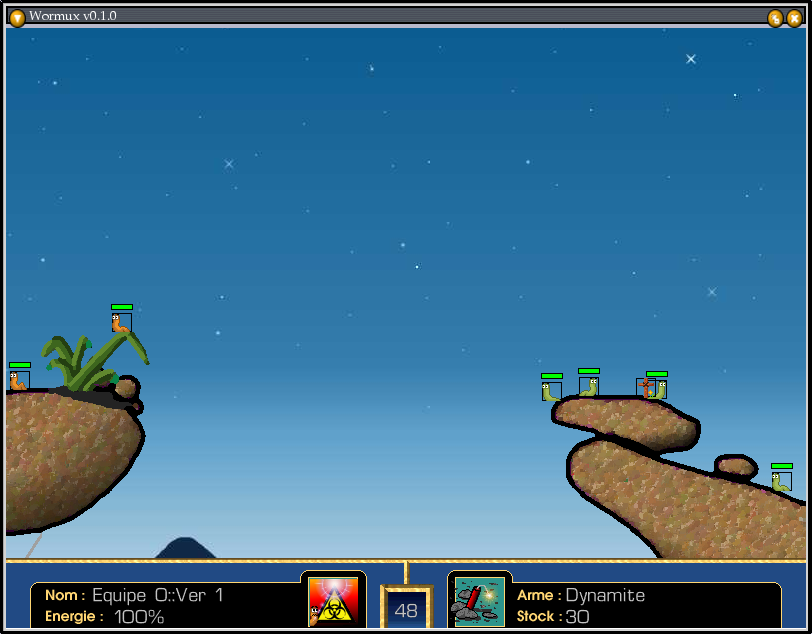 Wormux v0.1.0
Nom : Equipe 0::Ver 1
Energie : 100%
48
Arme : Dynamite
Stock : 30